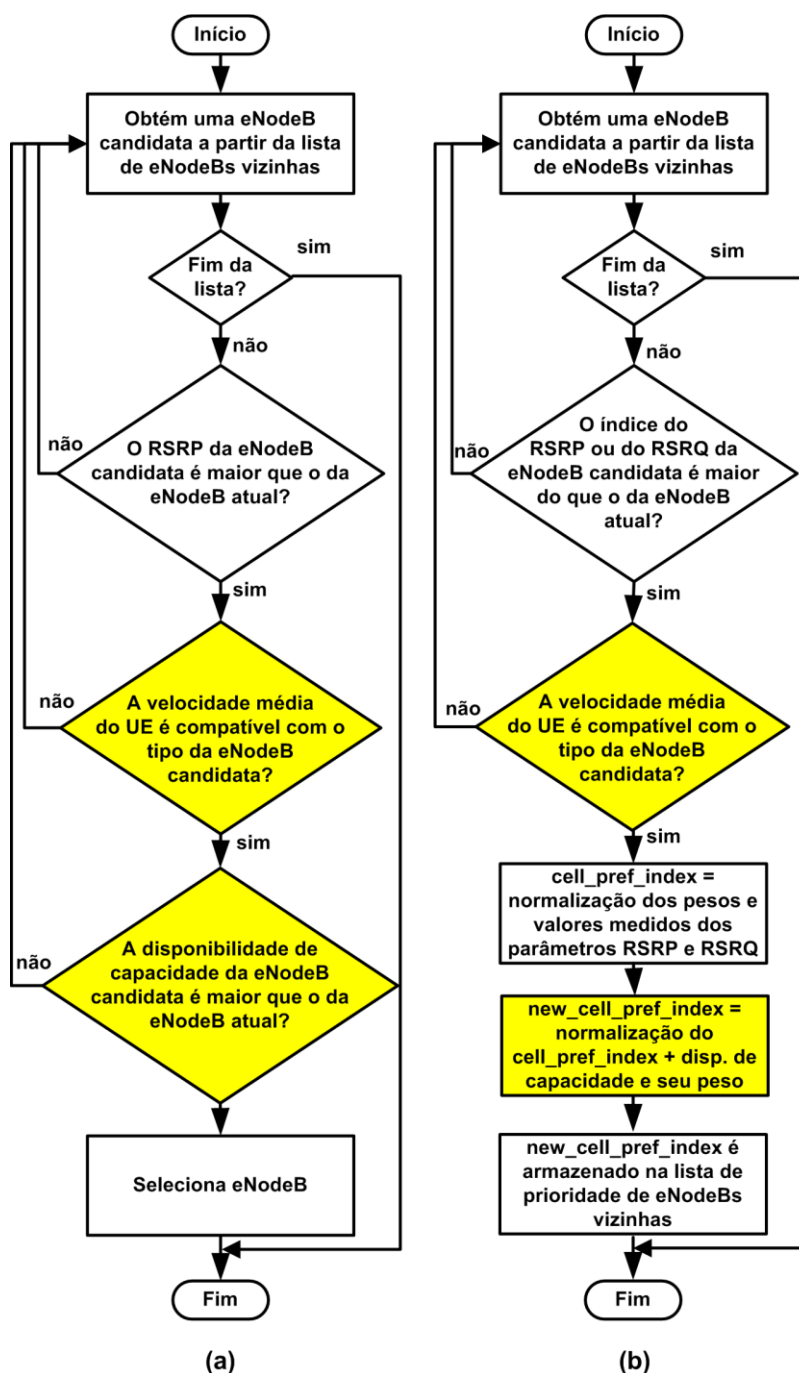 Início
Obtém uma eNodeB
candidata a partir da lista
de eNodeBs vizinhas
sim
Fim da
lista?
não
não
O RSRP da eNodeB
candidata é maior que o da
eNodeB atual?
sim
não
A velocidade média
do UE é compatível com o
tipo da eNodeB
candidata?
sim
não
A disponibilidade de
capacidade da eNodeB
candidata é maior que o da
eNodeB atual?
Seleciona eNodeB
Fim
(a)
Início
Obtém uma eNodeB
candidata a partir da lista
de eNodeBs vizinhas
sim
Fim da
lista?
não
não
O índice do
RSRP ou do RSRQ da
eNodeB candidata é maior
do que o da eNodeB
atual?
sim
não
A velocidade média
do UE é compatível com o
tipo da eNodeB
candidata?
sim
cell_pref_index =
normalização dos pesos e
valores medidos dos
parâmetros RSRP e RSRQ
new_cell_pref_index =
normalização do
cell_pref_index + disp. de
capacidade e seu peso
new_cell_pref_index é
armazenado na lista de
prioridade de eNodeBs
vizinhas
Fim
(b)